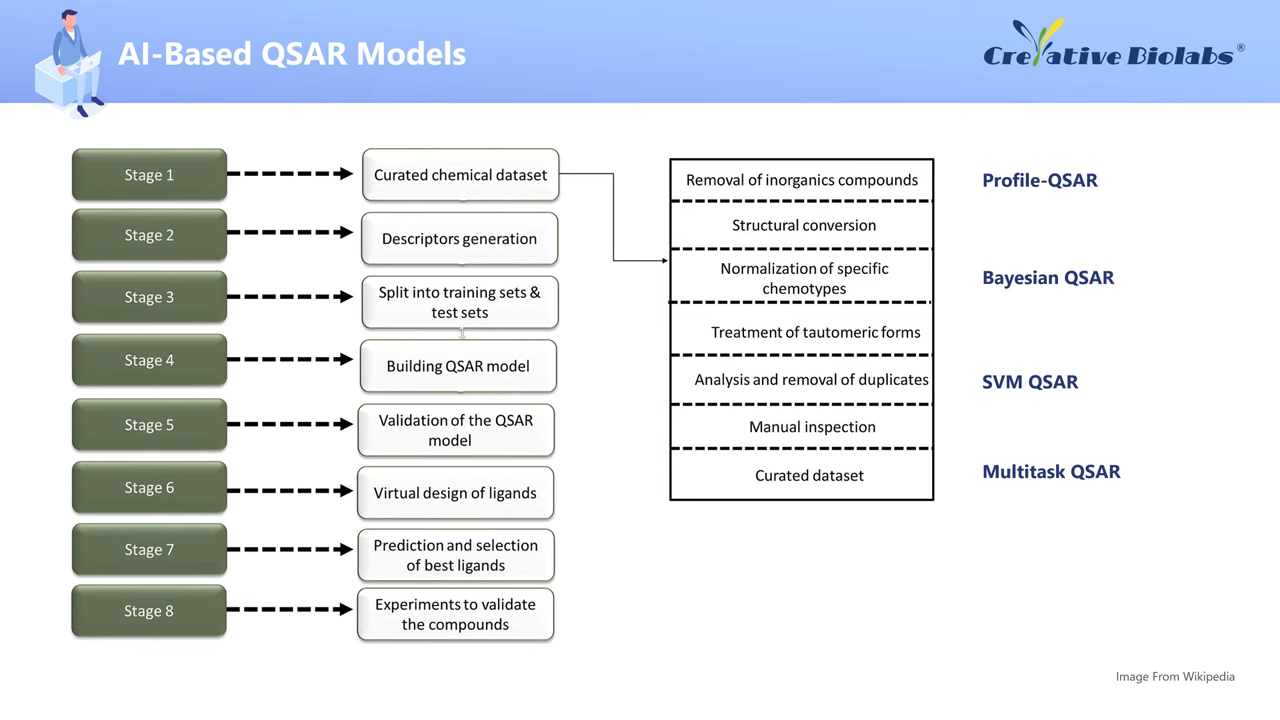 AI-Based QSAR Models
Creative Biolabs®
Stage 1
Curated chemical dataset
Stage 2
Descriptors generation
Stage 3
Split into training sets &
test sets
Stage 4
Building QSAR model
Stage 5
Validation of the QSAR
model
Stage 6
Virtual design of ligands
Stage 7
Prediction and selection
of best ligands
Stage 8
Experiments to validate
the compounds
Removal of inorganics compounds
Structural conversion
Normalization of specific
chemotypes
Treatment of tautomeric forms
Analysis and removal of duplicates
Manual inspection
Curated dataset
Profile-QSAR
Bayesian QSAR
SVM QSAR
Multitask QSAR
Image From Wikipedia